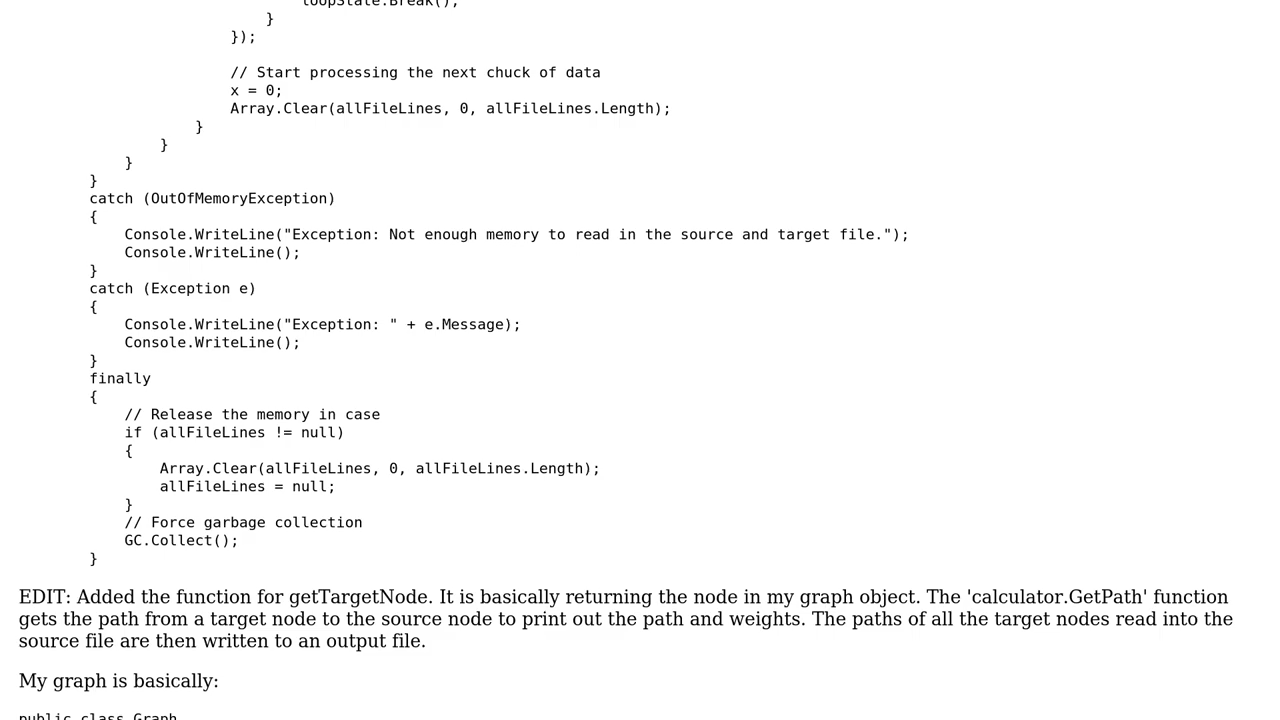 loopState.Break();
}
});
// Start processing the next chuck of data
x = 0;
Array.Clear(allFileLines, 0, allFileLines.Length);
}
}
}
}
catch (OutOfMemoryException)
{
Console.WriteLine("Exception: Not enough memory to read in the source and target file.");
Console.WriteLine();
}
catch (Exception e)
{
Console.WriteLine("Exception: " + e.Message);
Console.WriteLine();
}
finally
{
// Release the memory in case
if (allFileLines != null)
{
Array.Clear(allFileLines, 0, allFileLines.Length);
allFileLines = null;
}
// Force garbage collection
GC.Collect();
}
EDIT: Added the function for getTargetNode. It is basically returning the node in my graph object. The 'calculator.GetPath' function
gets the path from a target node to the source node to print out the path and weights. The paths of all the target nodes read into the
source file are then written to an output file.
My graph is basically:
public class Graph